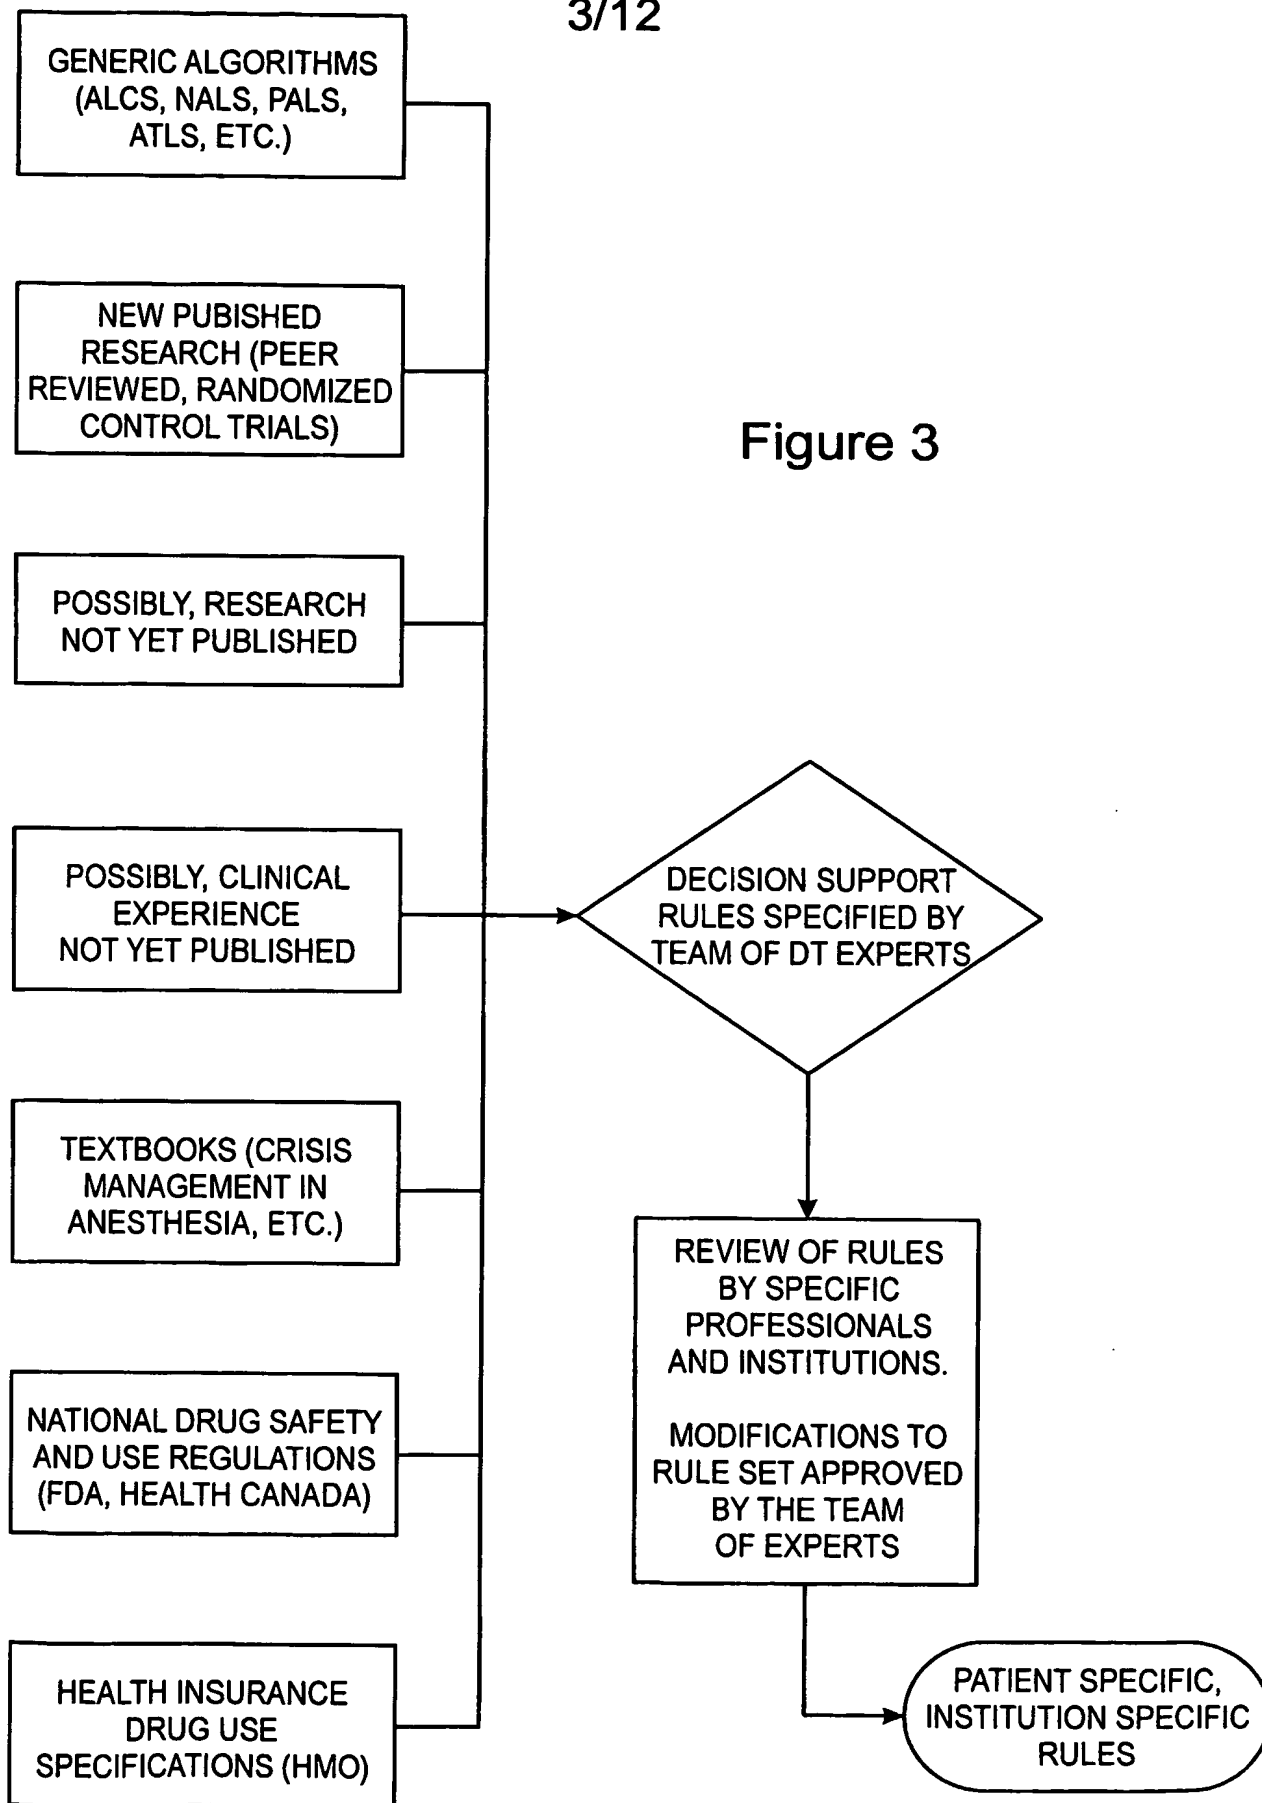 3/12
GENERIC ALGORITHMS
(ALCS, NALS, PALS,
ATLS, ETC.)
NEW PUBISHED
RESEARCH (PEER
REVIEWED, RANDOMIZED
CONTROL TRIALS)
Figure 3
POSSIBLY, RESEARCH
NOT YET PUBLISHED
POSSIBLY, CLINICAL
EXPERIENCE
NOT YET PUBLISHED
DECISION SUPPORT
RULES SPECIFIED BY
TEAM OF DT EXPERTS
TEXTBOOKS (CRISIS
MANAGEMENT IN
ANESTHESIA, ETC.)
REVIEW OF RULES
BY SPECIFIC
PROFESSIONALS
AND INSTITUTIONS.
MODIFICATIONS TO
RULE SET APPROVED
BY THE TEAM
OF EXPERTS
NATIONAL DRUG SAFETY
AND USE REGULATIONS
(FDA, HEALTH CANADA)
HEALTH INSURANCE
DRUG USE
SPECIFICATIONS (HMO)
PATIENT SPECIFIC,
INSTITUTION SPECIFIC
RULES